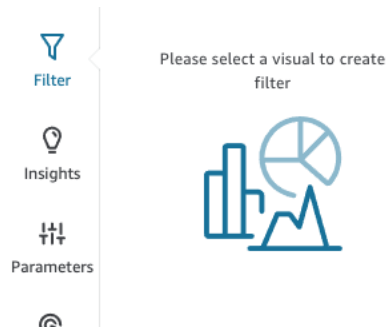 Filter
Please select a visual to create
filter
Insights
Parameters